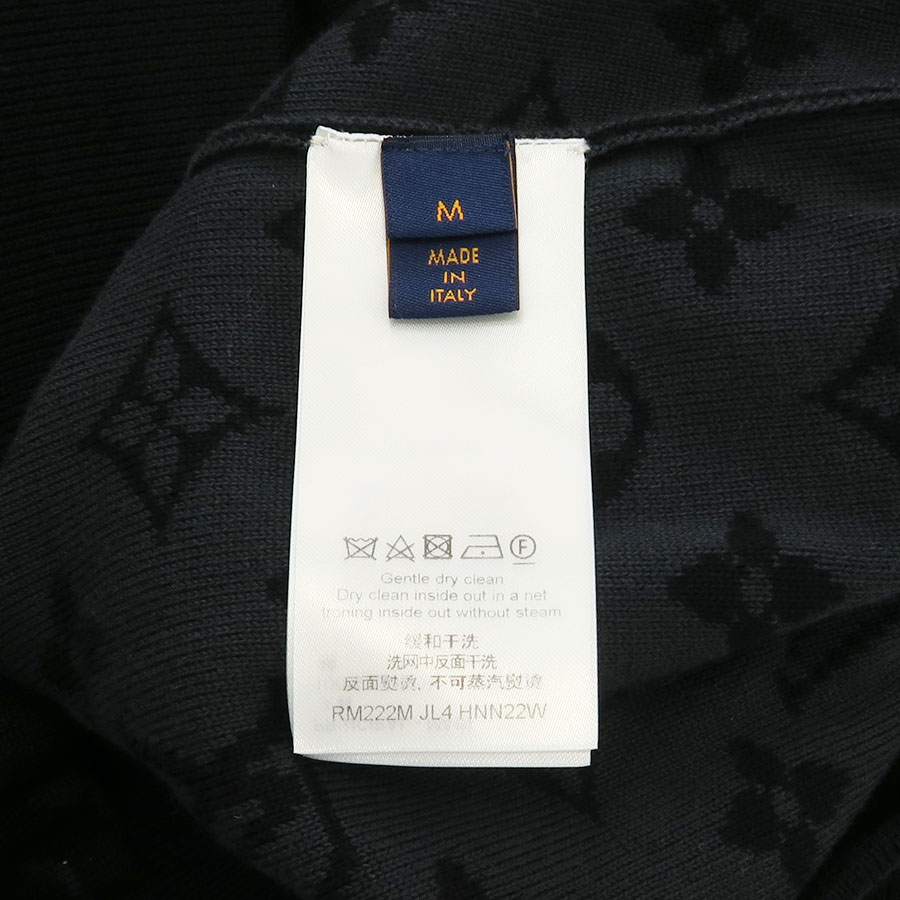 M
MADE
IN
ITALY
F
Gentle dry clean
Dry clean inside out in a net
Ironing inside out without steam
缓和干洗
洗网中反面干洗
反面熨烫, 不可蒸汽熨烫
RM222M JL4 HNN22W